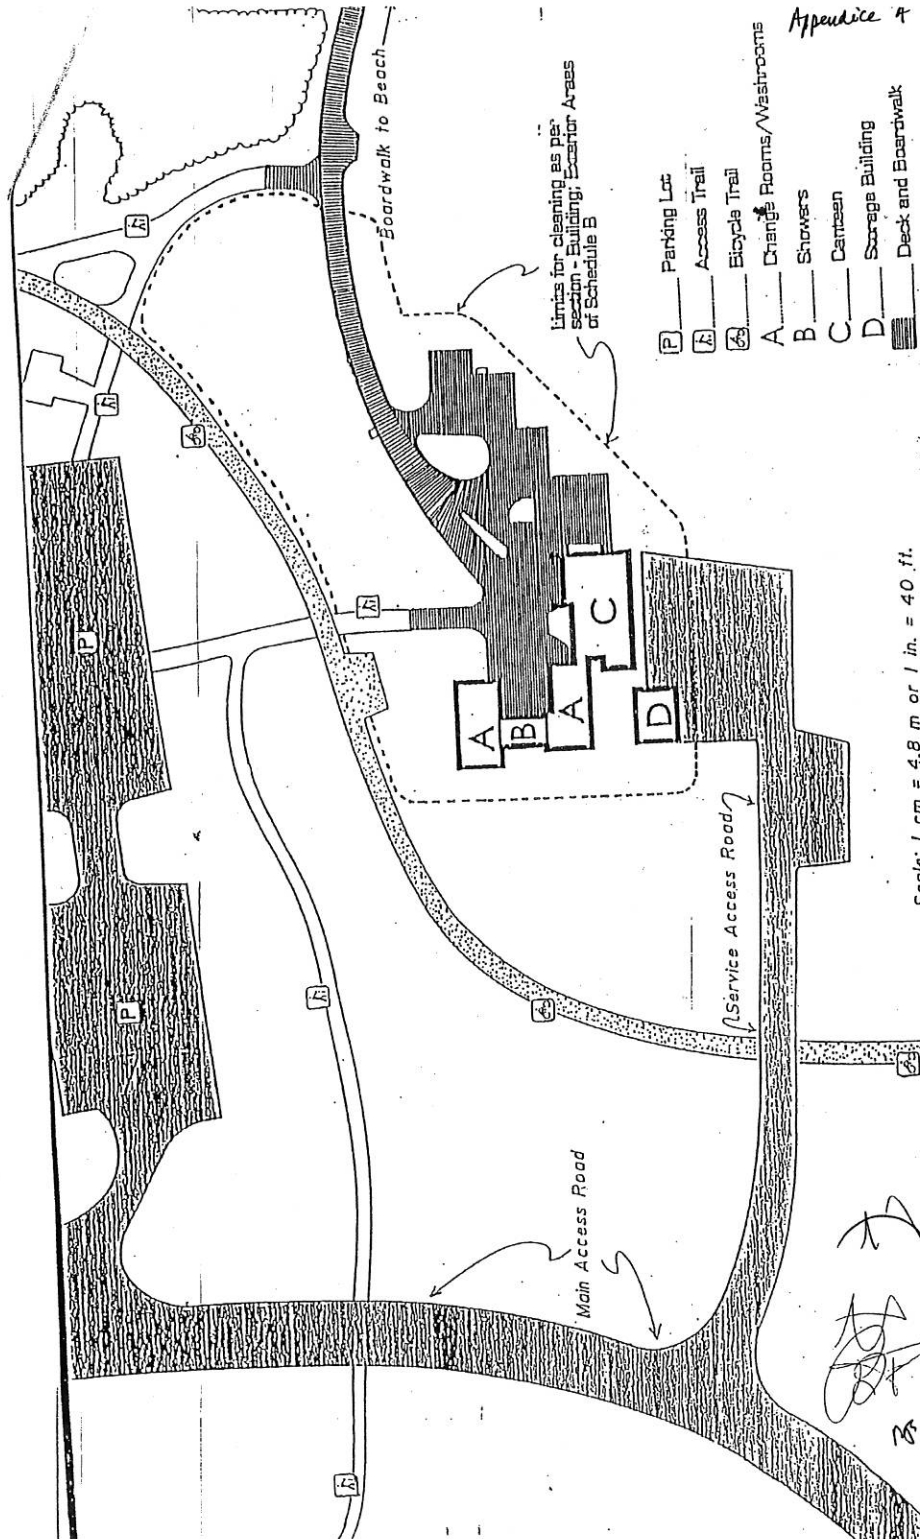 Appendice A
Boardwalk to Beach
Limits for cleaning as per
section - Building; Exterior Areas
of Schedule B
P Parking Lot
Access Trail
Bicycle Trail
A Change Rooms/Washrooms
B Showers
C Canteen
D Storage Building
Deck and Boardwalk
P
P
A
B
A
C
D
Service Access Road
Main Access Road
Scale: 1 cm = 4.8 m or 1 in. = 40 ft.